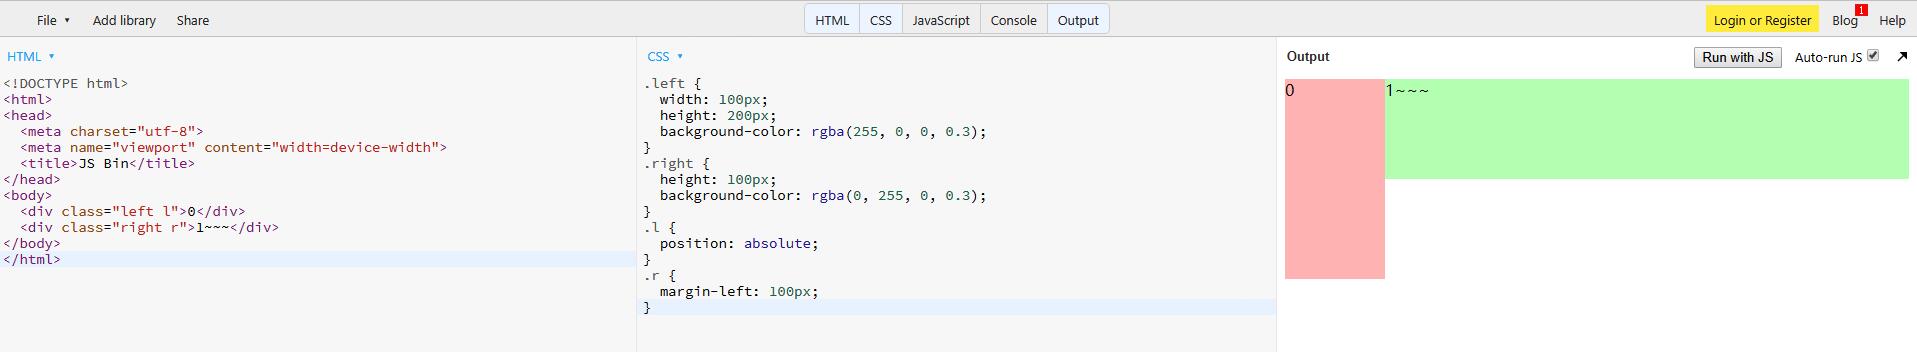 File ▾ Add library Share HTML CSS JavaScript Console Output Login or Register Blog 1 Help
HTML ▾
<!DOCTYPE html>
<html>
<head>
  <meta charset="utf-8">
  <meta name="viewport" content="width=device-width">
  <title>JS Bin</title>
</head>
<body>
  <div class="left l">0</div>
  <div class="right r">1~~~</div>
</body>
</html>
CSS ▾
.left {
  width: 100px;
  height: 200px;
  background-color: rgba(255, 0, 0, 0.3);
}
.right {
  height: 100px;
  background-color: rgba(0, 255, 0, 0.3);
}
.l {
  position: absolute;
}
.r {
  margin-left: 100px;
}
Output Run with JS Auto-run JS
0 1~~~